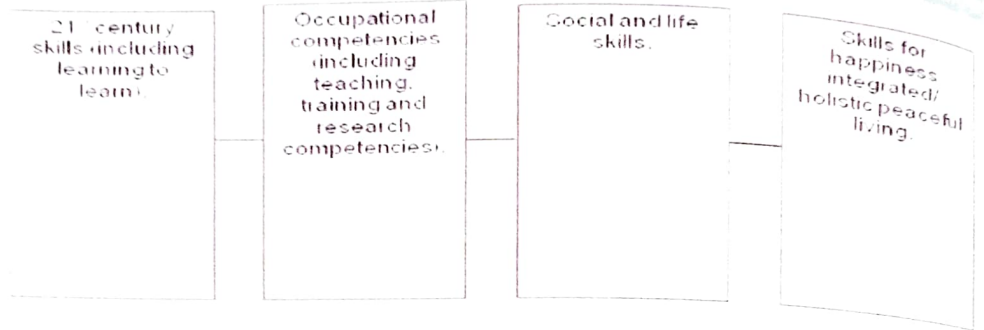 21st century
skills (including
learning to
learn).
Occupational
competencies
(including
teaching,
training and
research
competencies).
Social and life
skills.
Skills for
happiness
integrated/
holistic peaceful
living.